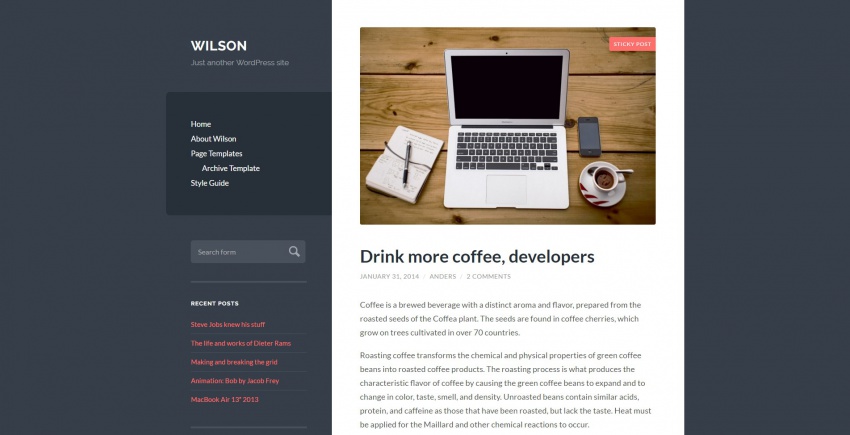 WILSON
Just another WordPress site
Home
About Wilson
Page Templates
Archive Template
Style Guide
Search form
RECENT POSTS
Steve Jobs knew his stuff
The life and works of Dieter Rams
Making and breaking the grid
Animation: Bob by Jacob Frey
MacBook Air 13" 2013
STICKY POST
Drink more coffee, developers
JANUARY 31, 2014 / ANDERS / 2 COMMENTS
Coffee is a brewed beverage with a distinct aroma and flavor, prepared from the
roasted seeds of the Coffea plant. The seeds are found in coffee cherries, which
grow on trees cultivated in over 70 countries.
Roasting coffee transforms the chemical and physical properties of green coffee
beans into roasted coffee products. The roasting process is what produces the
characteristic flavor of coffee by causing the green coffee beans to expand and to
change in color, taste, smell, and density. Unroasted beans contain similar acids,
protein, and caffeine as those that have been roasted, but lack the taste. Heat must
be applied for the Maillard and other chemical reactions to occur.